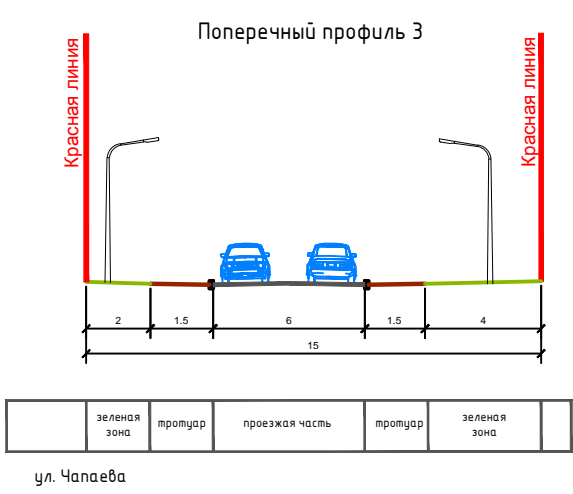 Поперечный профиль 3
Красная линия
Красная линия
2 1.5 6 1.5 4
15
зеленая зона
тротуар
проезжая часть
тротуар
зеленая зона
ул. Чапаева